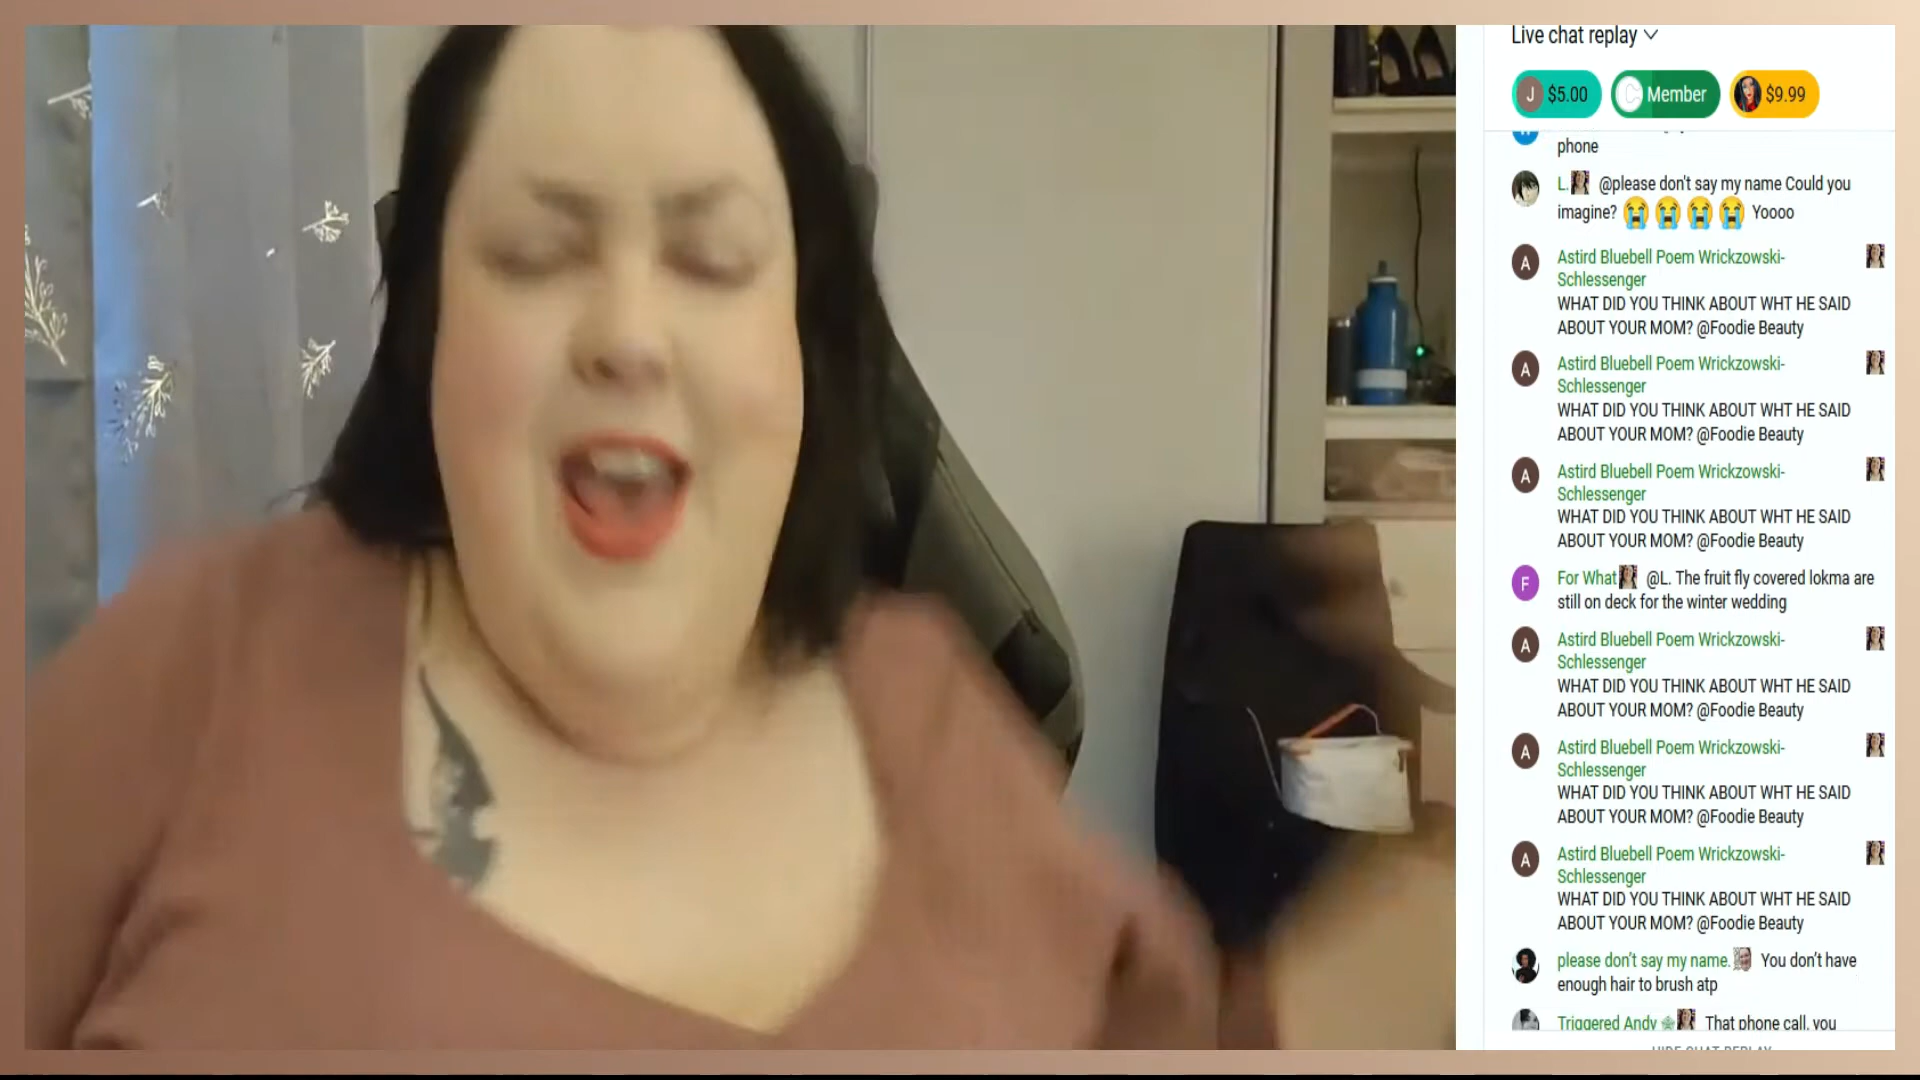 Live chat replay
J $5.00 Member $9.99
phone
L. @please don't say my name Could you
imagine? Yoooo
A Astird Bluebell Poem Wrickzowski-
Schlessenger
WHAT DID YOU THINK ABOUT WHT HE SAID
ABOUT YOUR MOM? @Foodie Beauty
A Astird Bluebell Poem Wrickzowski-
Schlessenger
WHAT DID YOU THINK ABOUT WHT HE SAID
ABOUT YOUR MOM? @Foodie Beauty
A Astird Bluebell Poem Wrickzowski-
Schlessenger
WHAT DID YOU THINK ABOUT WHT HE SAID
ABOUT YOUR MOM? @Foodie Beauty
F For What @L. The fruit fly covered lokma are
still on deck for the winter wedding
A Astird Bluebell Poem Wrickzowski-
Schlessenger
WHAT DID YOU THINK ABOUT WHT HE SAID
ABOUT YOUR MOM? @Foodie Beauty
A Astird Bluebell Poem Wrickzowski-
Schlessenger
WHAT DID YOU THINK ABOUT WHT HE SAID
ABOUT YOUR MOM? @Foodie Beauty
A Astird Bluebell Poem Wrickzowski-
Schlessenger
WHAT DID YOU THINK ABOUT WHT HE SAID
ABOUT YOUR MOM? @Foodie Beauty
please don't say my name. You don't have
enough hair to brush atp
Triggered Andy That phone call, you
HIDE CHAT REPLAY